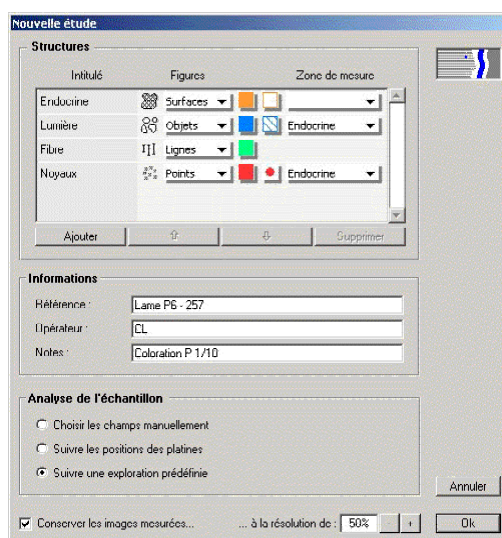 Nouvelle étude
Structures
Intitulé Figures Zone de mesure
Endocrine Surfaces
Lumière Objets Endocrine
Fibre Lignes
Noyaux Points Endocrine
Ajouter Supprimer
Informations
Référence : Lame P6 - 257
Opérateur : CL
Notes : Coloration P 1/10
Analyse de l'échantillon
Choisir les champs manuellement
Suivre les positions des platines
Suivre une exploration prédéfinie
Annuler
Conserver les images mesurées... ... à la résolution de : 50% - + Ok